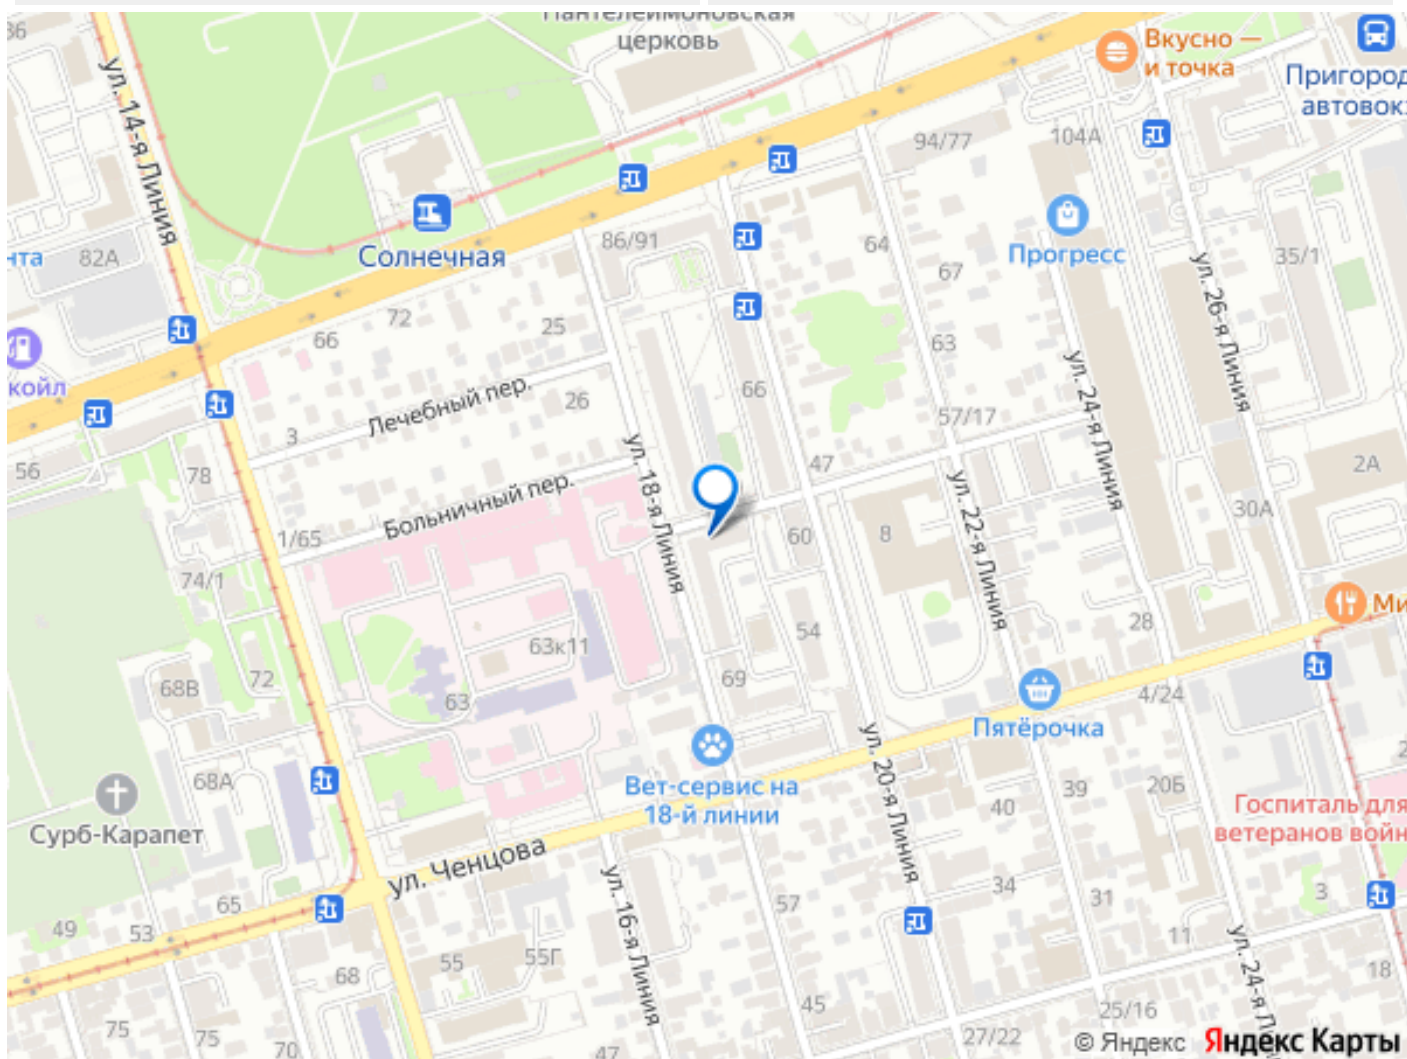 Пантелеймоновская
церковь
Вкусно —
и точка
Пригород
автовок
36
ул. 14-я Линия
94/77
104А
Солнечная
86/91
64
Прогресс
67
35/1
нта
82А
ул. 26-я Линия
72
25
66
63
койл
ул. 24-я Линия
Лечебный пер.
26
66
57/17
3
56
78
ул. 18-я Линия
47
2А
Больничный пер.
ул. 22-я Линия
30А
1/65
60
8
74/1
Ми
63к11
54
28
68В
72
63
69
4/24
Пятёрочка
ул. 20-я Линия
68А
Вет-сервис на
18-й линии
39
20Б
40
Госпиталь для
ветеранов войн
Сурб-Карапет
ул. Ченцова
ул. 16-я Линия
34
31
3
65
57
49
53
11
ул. 24-я Л
55
55Г
68
18
45
25/16
75
75
70
47
27/22
© Яндекс Яндекс Карты